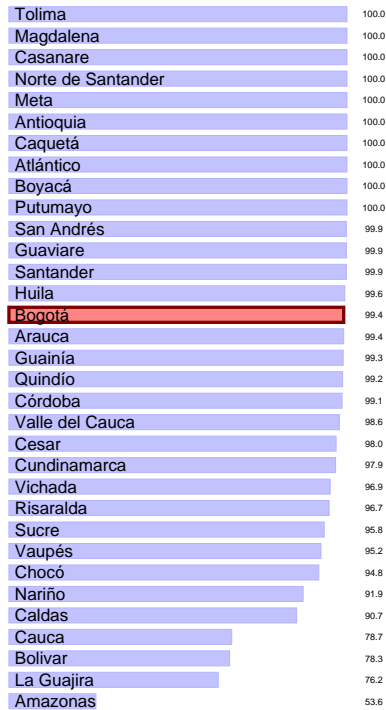 Tolima 100.0
Magdalena 100.0
Casanare 100.0
Norte de Santander 100.0
Meta 100.0
Antioquia 100.0
Caquetá 100.0
Atlántico 100.0
Boyacá 100.0
Putumayo 100.0
San Andrés 99.9
Guaviare 99.9
Santander 99.9
Huila 99.6
Bogotá 99.4
Arauca 99.4
Guainía 99.3
Quindío 99.2
Córdoba 99.1
Valle del Cauca 98.6
Cesar 98.0
Cundinamarca 97.9
Vichada 96.9
Risaralda 96.7
Sucre 95.8
Vaupés 95.2
Chocó 94.8
Nariño 91.9
Caldas 90.7
Cauca 78.7
Bolivar 78.3
La Guajira 76.2
Amazonas 53.6